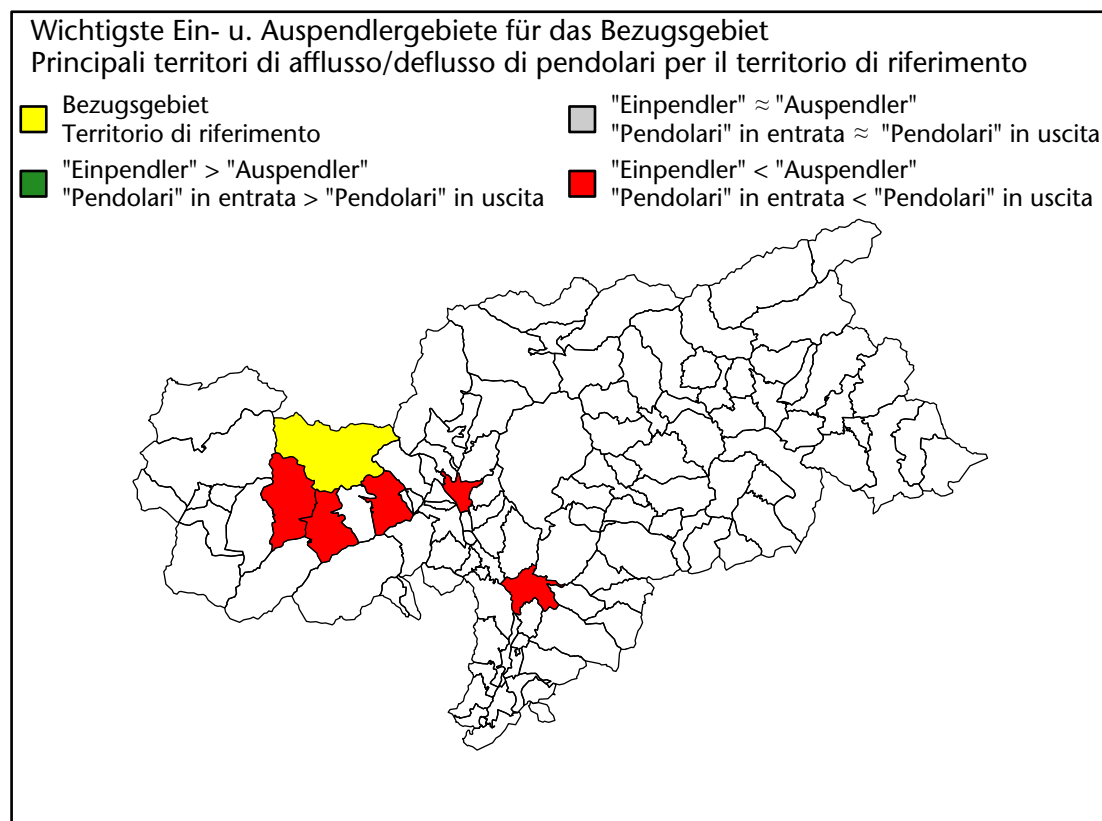 Wichtigste Ein- u. Auspendlergebiete für das Bezugsgebiet
Principali territori di afflusso/deflusso di pendolari per il territorio di riferimento
Bezugsgebiet
Territorio di riferimento
"Einpendler" > "Auspendler"
"Pendolari" in entrata > "Pendolari" in uscita
"Einpendler" ≈ "Auspendler"
"Pendolari" in entrata ≈ "Pendolari" in uscita
"Einpendler" < "Auspendler"
"Pendolari" in entrata < "Pendolari" in uscita